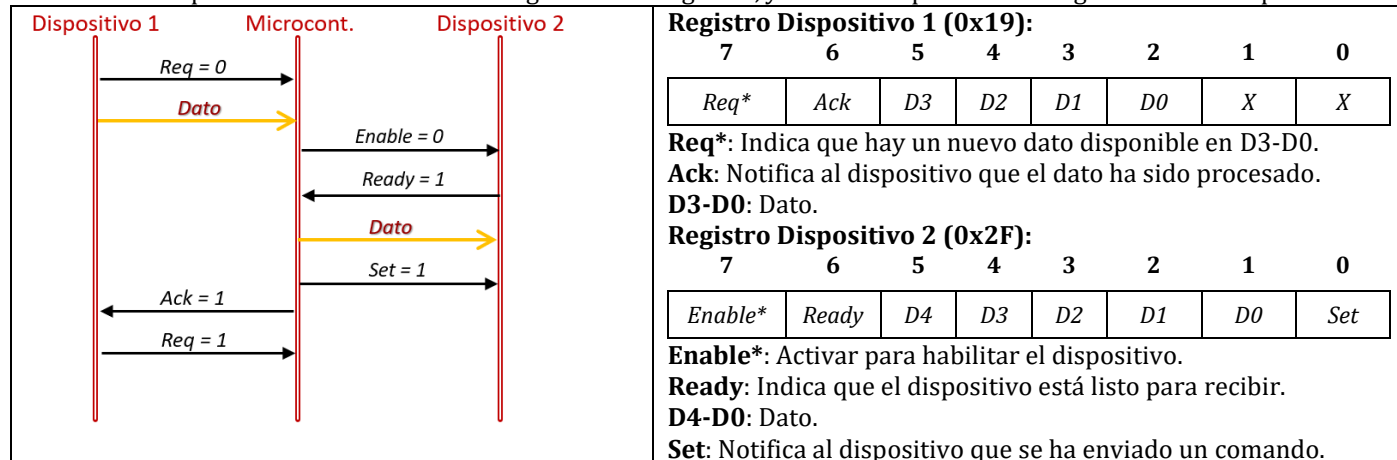 Dispositivo 1 Microcont. Dispositivo 2
Req = 0
Dato
Enable = 0
Ready = 1
Dato
Set = 1
Ack = 1
Req = 1
Registro Dispositivo 1 (0x19):
7 6 5 4 3 2 1 0
Req* Ack D3 D2 D1 D0 X X
Req*: Indica que hay un nuevo dato disponible en D3-D0.
Ack: Notifica al dispositivo que el dato ha sido procesado.
D3-D0: Dato.
Registro Dispositivo 2 (0x2F):
7 6 5 4 3 2 1 0
Enable* Ready D4 D3 D2 D1 D0 Set
Enable*: Activar para habilitar el dispositivo.
Ready: Indica que el dispositivo está listo para recibir.
D4-D0: Dato.
Set: Notifica al dispositivo que se ha enviado un comando.